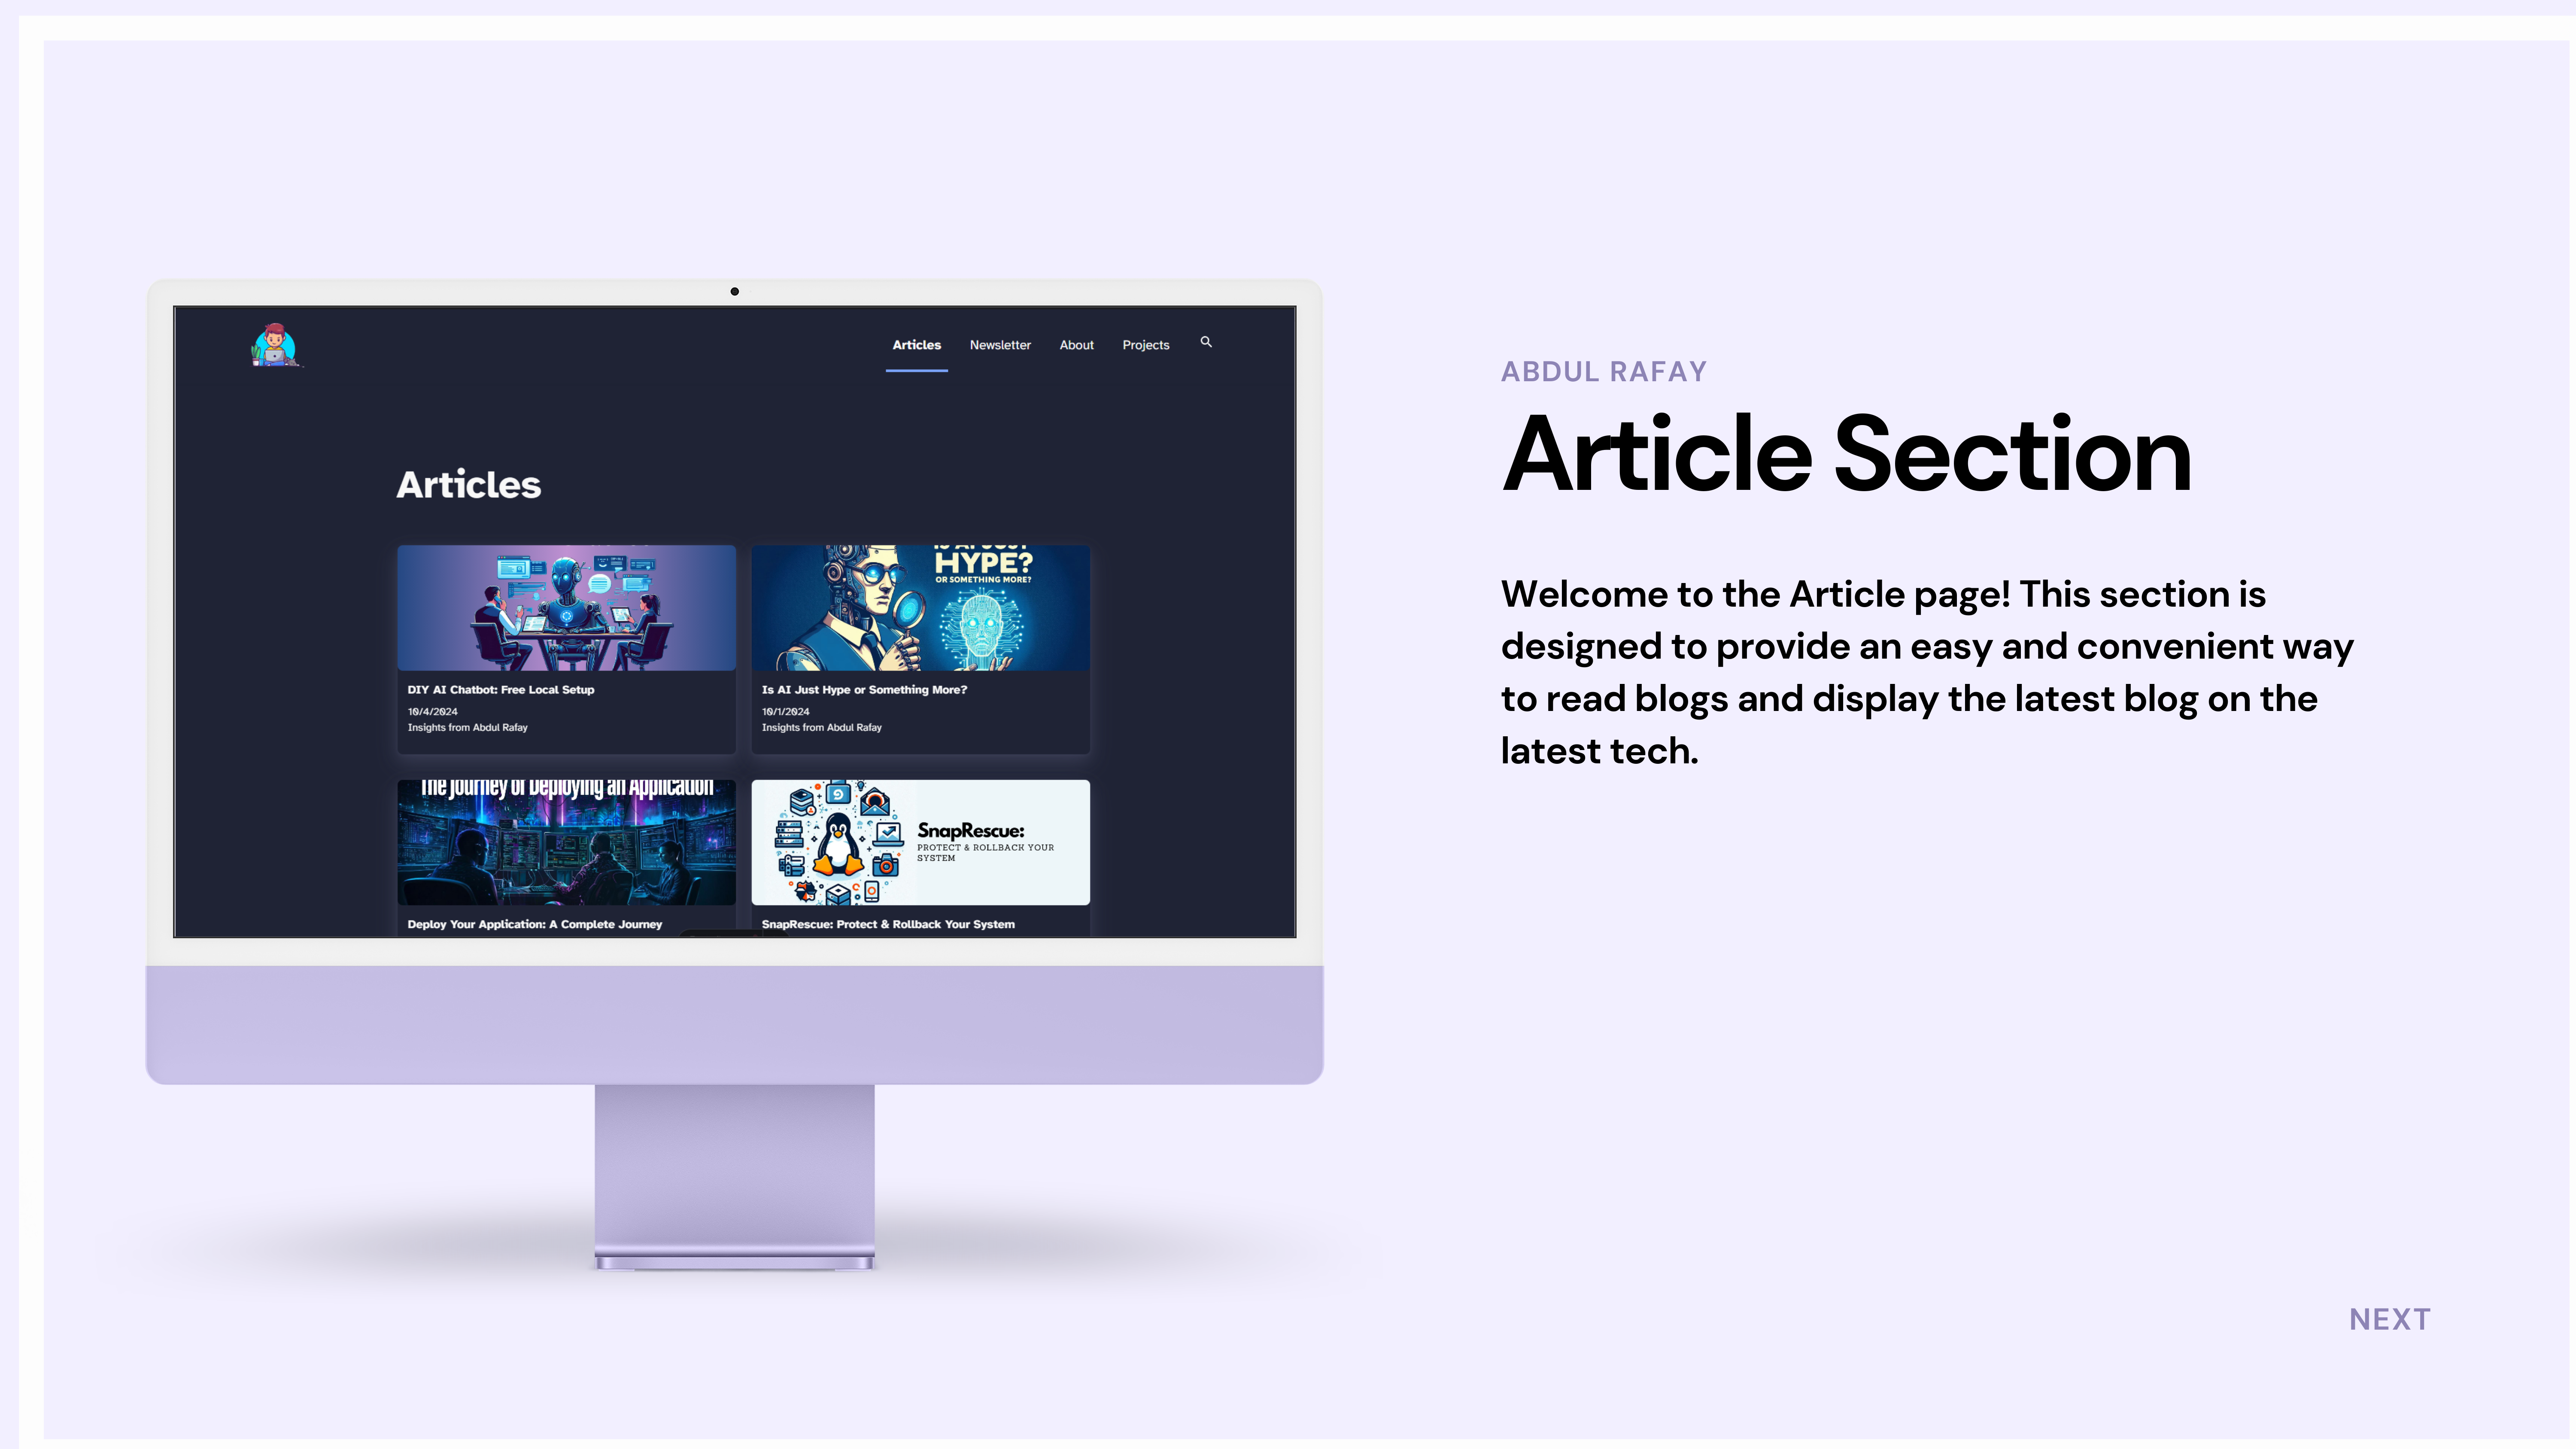 Articles Newsletter About Projects
Articles
IS AI JUST
HYPE?
OR SOMETHING MORE?
DIY AI Chatbot: Free Local Setup
10/4/2024
Insights from Abdul Rafay
Is AI Just Hype or Something More?
10/1/2024
Insights from Abdul Rafay
The Journey of Deploying an Application
SnapRescue:
PROTECT & ROLLBACK YOUR
SYSTEM
Deploy Your Application: A Complete Journey
SnapRescue: Protect & Rollback Your System
ABDUL RAFAY
Article Section
Welcome to the Article page! This section is
designed to provide an easy and convenient way
to read blogs and display the latest blog on the
latest tech.
NEXT